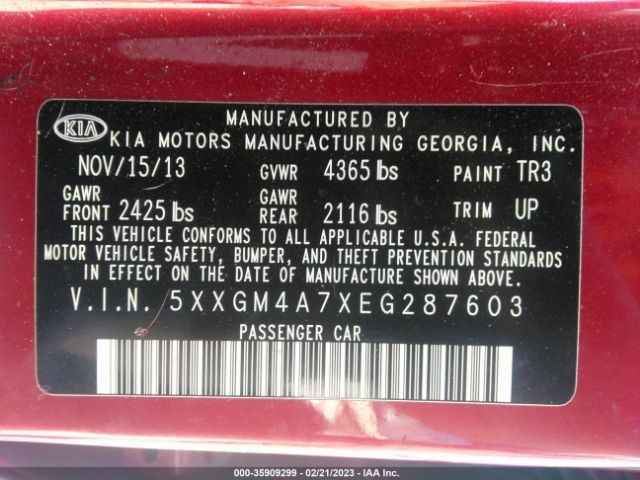 MANUFACTURED BY
KIA KIA MOTORS MANUFACTURING GEORGIA, INC.
NOV/15/13 GVWR 4365 lbs PAINT TR3
GAWR FRONT 2425 lbs GAWR REAR 2116 lbs TRIM UP
THIS VEHICLE CONFORMS TO ALL APPLICABLE U.S.A. FEDERAL
MOTOR VEHICLE SAFETY, BUMPER, AND THEFT PREVENTION STANDARDS
IN EFFECT ON THE DATE OF MANUFACTURE SHOWN ABOVE.
V.I.N. 5XXGM4A7XEG287603
PASSENGER CAR
000-35909299 - 02/21/2023 - IAA Inc.